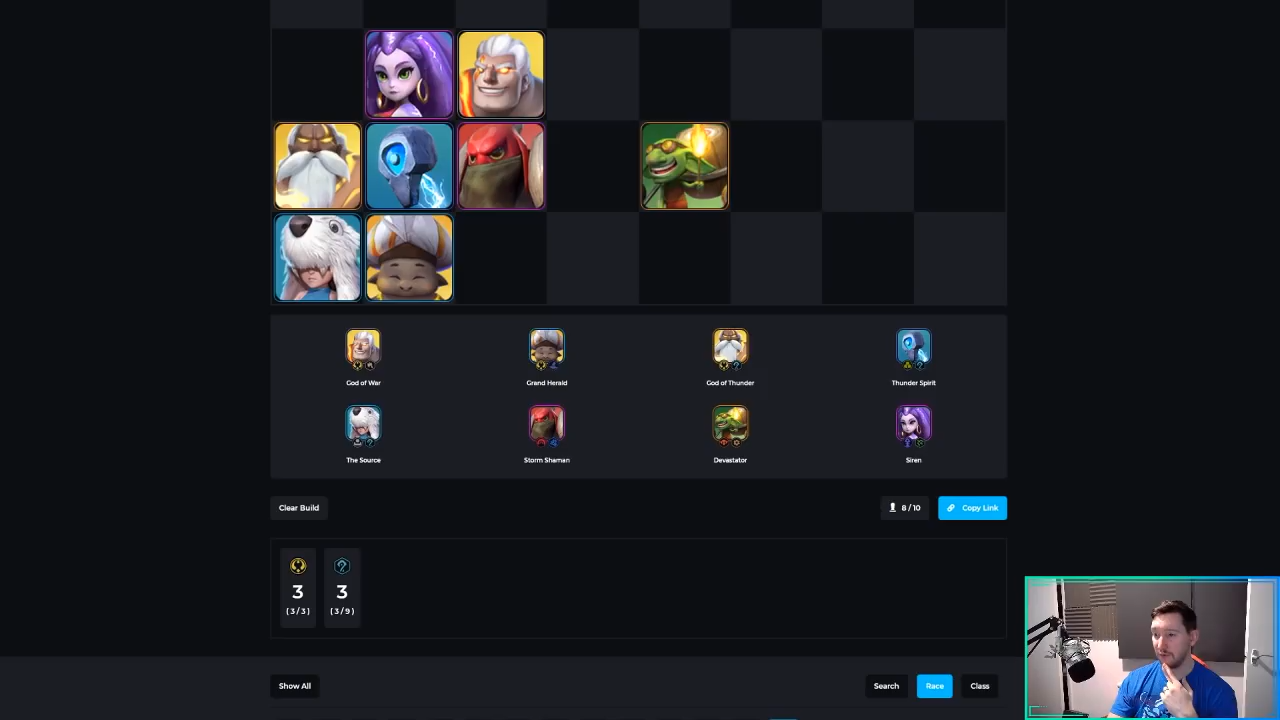 God of War
Grand Herald
God of Thunder
Thunder Spirit
The Source
Storm Shaman
Devastator
Siren
Clear Build
8 / 10
Copy Link
3
3
(3/3)
(3/9)
Show All
Search
Race
Class